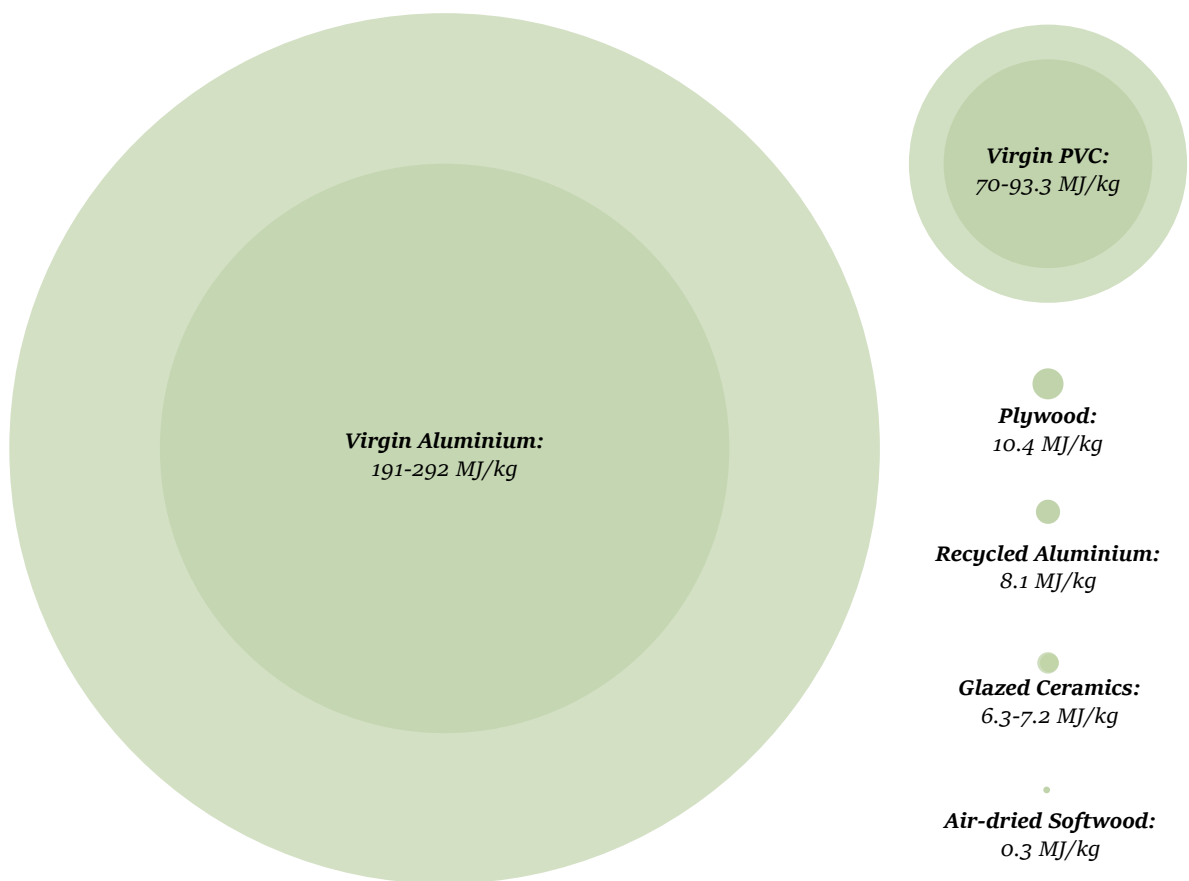 Virgin Aluminium:
191-292 MJ/kg
Virgin PVC:
70-93.3 MJ/kg
Plywood:
10.4 MJ/kg
Recycled Aluminium:
8.1 MJ/kg
Glazed Ceramics:
6.3-7.2 MJ/kg
Air-dried Softwood:
0.3 MJ/kg